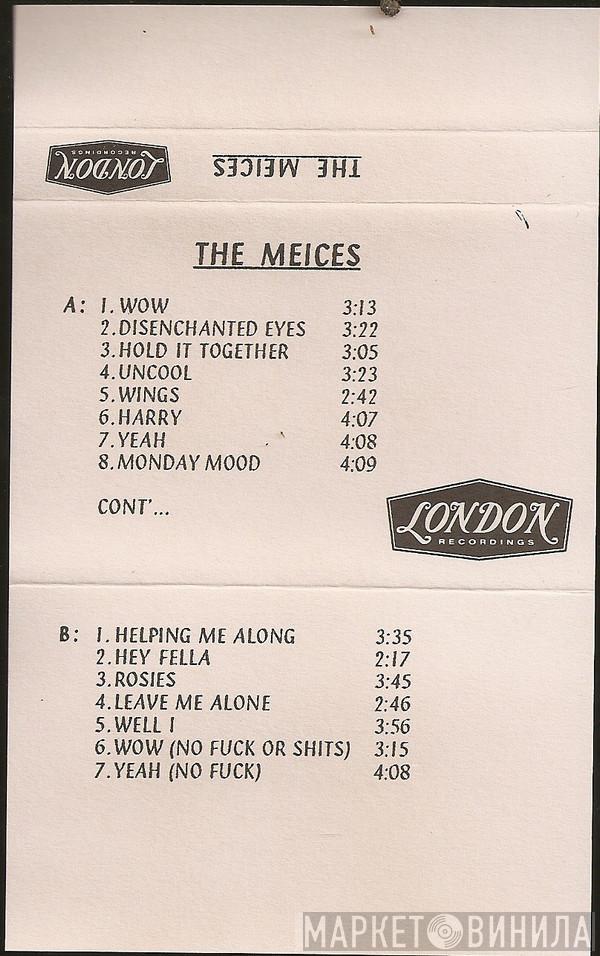 LONDON
RECORDINGS
THE MEICES
THE MEICES
A: 1. WOW 3:13
2. DISENCHANTED EYES 3:22
3. HOLD IT TOGETHER 3:05
4. UNCOOL 3:23
5. WINGS 2:42
6. HARRY 4:07
7. YEAH 4:08
8. MONDAY MOOD 4:09
CONT'...
LONDON
RECORDINGS
B: 1. HELPING ME ALONG 3:35
2. HEY FELLA 2:17
3. ROSIES 3:45
4. LEAVE ME ALONE 2:46
5. WELL I 3:56
6. WOW (NO FUCK OR SHITS) 3:15
7. YEAH (NO FUCK) 4:08
МАРКЕТ ВИНИЛА